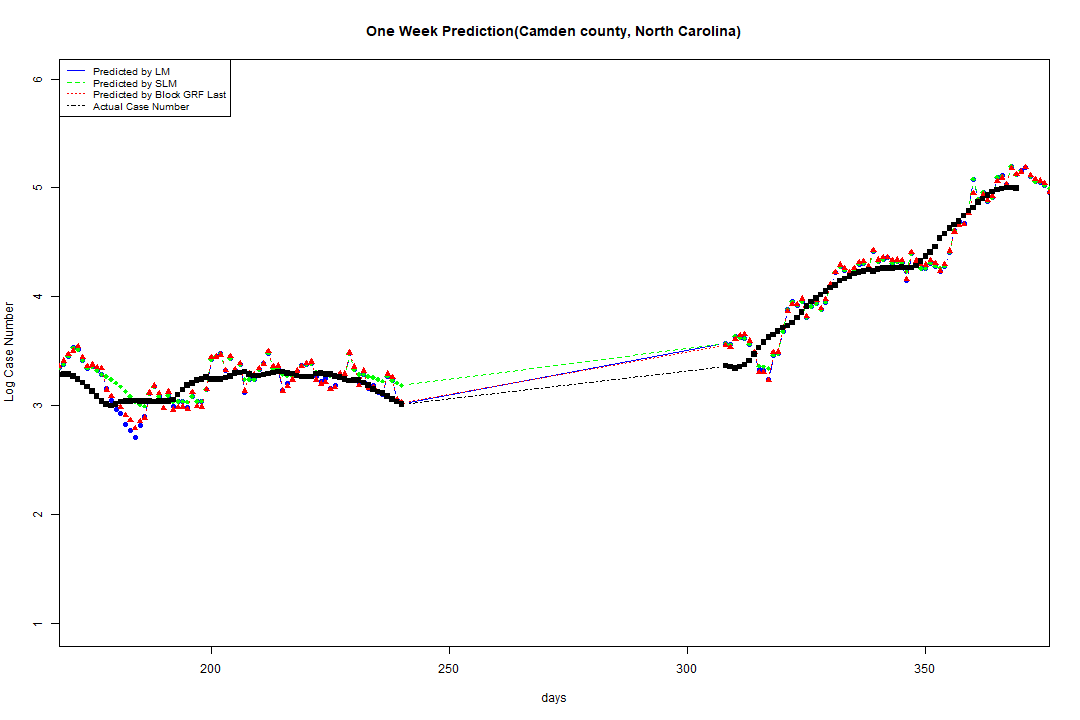 One Week Prediction(Camden county, North Carolina)
Predicted by LM
Predicted by SLM
Predicted by Block GRF Last
Actual Case Number
6
5
4
3
2
1
Log Case Number
200 250 300 350
days